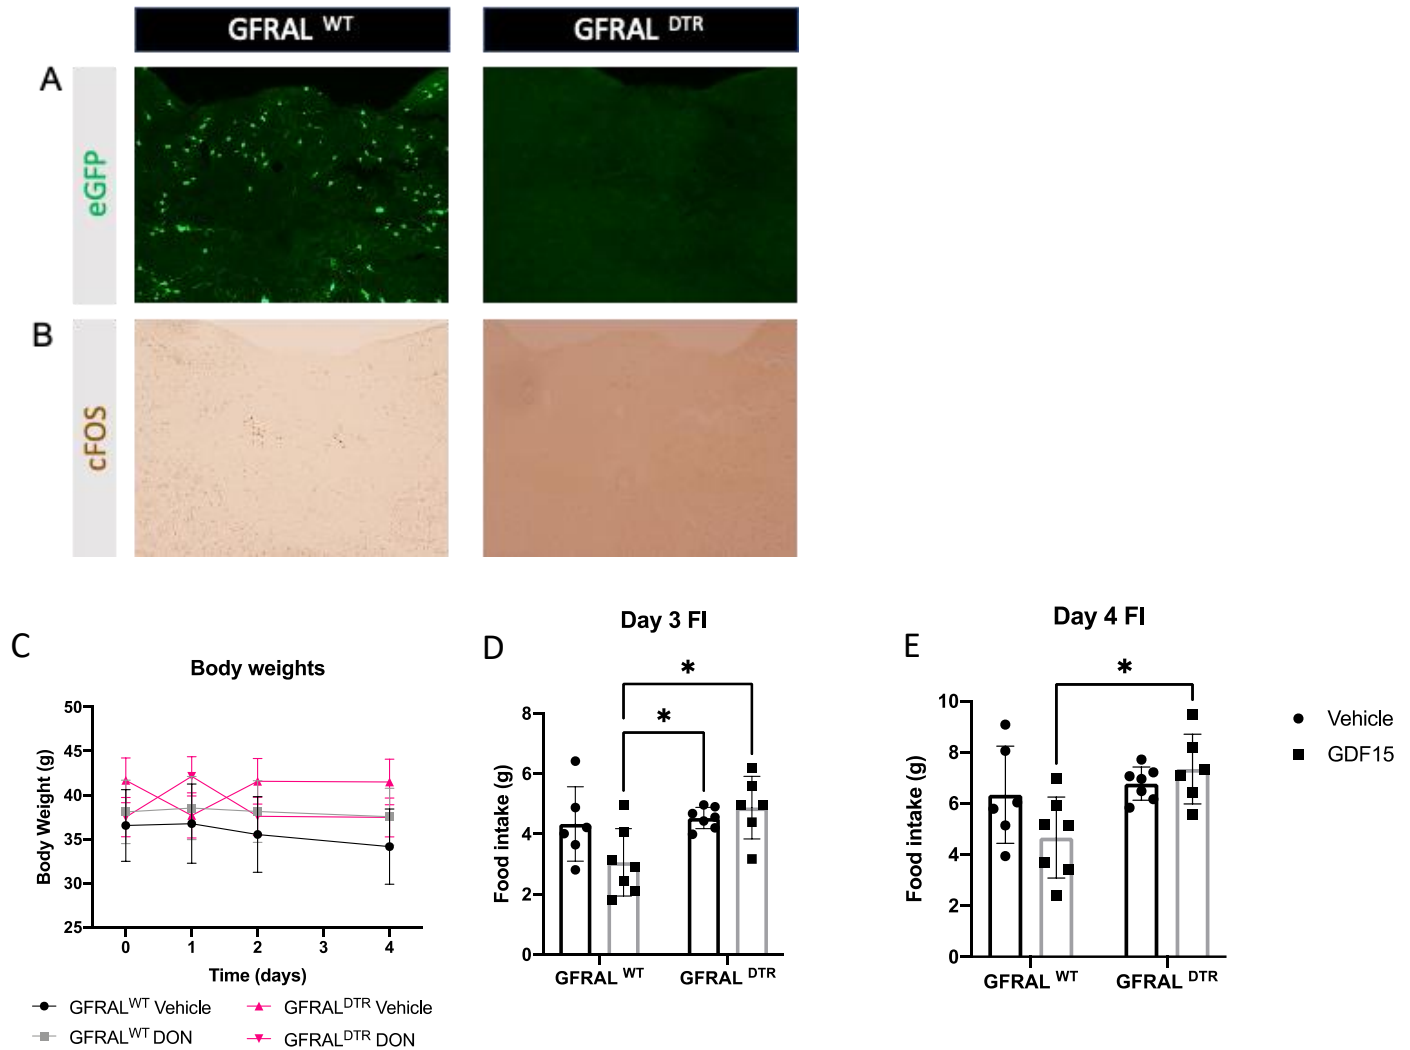 GFRAL WT
GFRAL DTR
A
eGFP
B
cFOS
C
Body weights
50
45
40
35
30
25
Body Weight (g)
0 1 2 3 4
Time (days)
GFRALWT Vehicle
GFRALDTR Vehicle
GFRALWT DON
GFRALDTR DON
D
Day 3 FI
*
*
8
6
4
2
0
Food intake (g)
GFRAL WT
GFRAL DTR
E
Day 4 FI
*
10
8
6
4
2
0
Food intake (g)
GFRAL WT
GFRAL DTR
Vehicle
GDF15